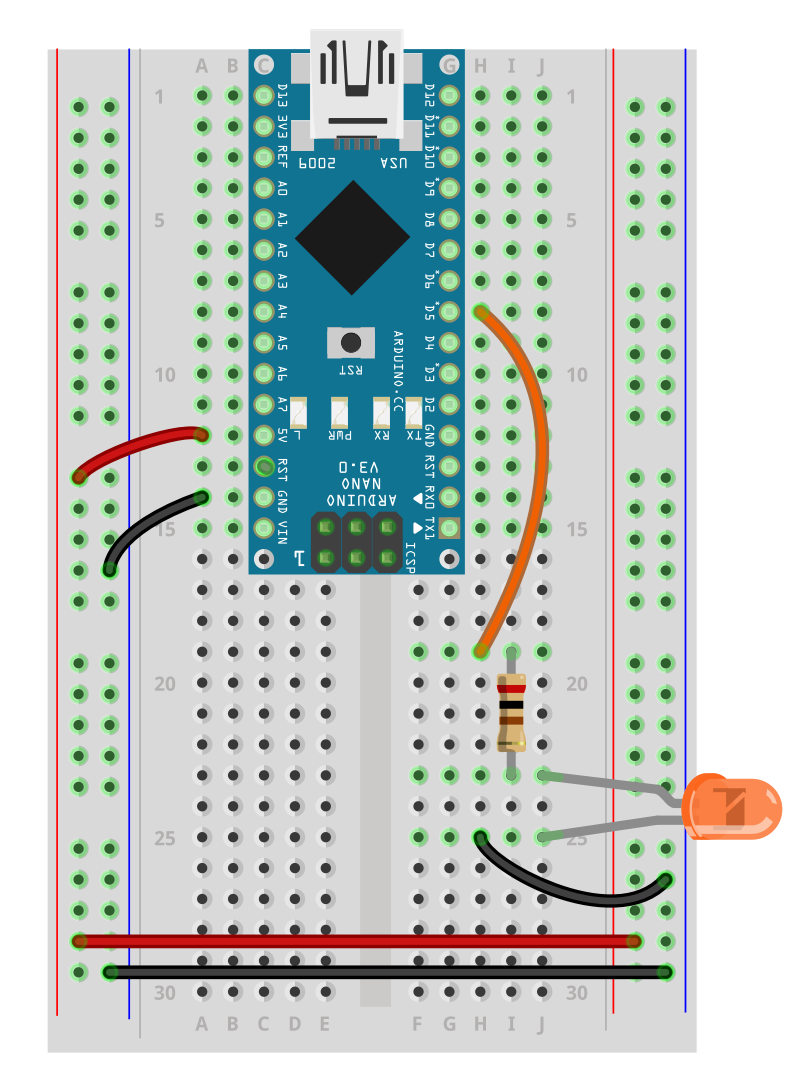 A B C G H I J
1 1
5 5
10 10
15
20 20
25
30 30
A B C D E F G H I J
D13
3V3
REF
A0
A1
A2
A3
A4
A5
A6
A7
5V
RST
GND
VIN
D12
D11*
D10*
D9*
D8
D7
D6*
D5*
D4
D3*
D2
GND
RST
RX0
TX1
USA 2009
RST
ARDUINO.CC
TX RX PWR L
ARDUINO
NANO
V3.0
1
ICSP
25